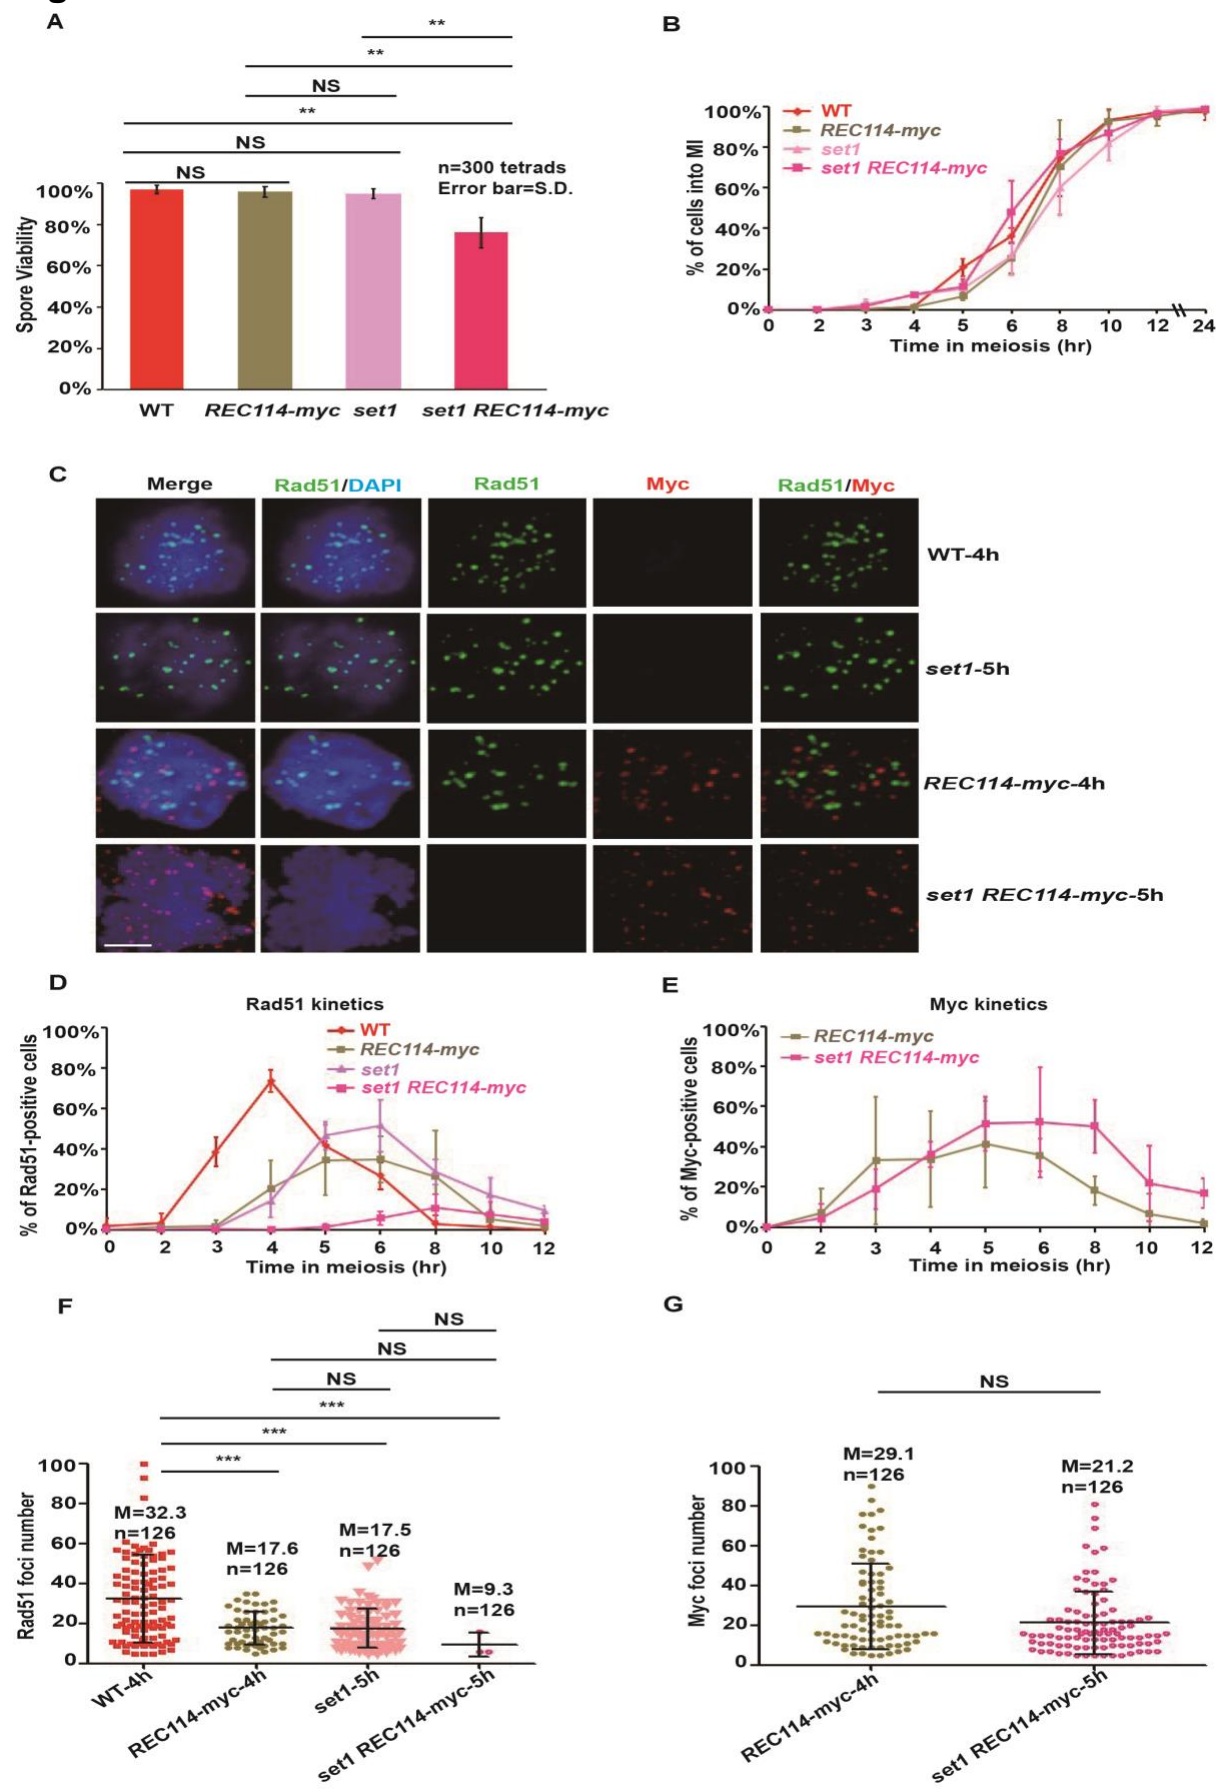 A
**
**
NS
**
NS
NS
n=300 tetrads
Error bar=S.D.
Spore Viability
100%
80%
60%
40%
20%
0%
WT REC114-myc set1 set1 REC114-myc
B
WT
REC114-myc
set1
set1 REC114-myc
% of cells into MI
100%
80%
60%
40%
20%
0%
0 2 3 4 5 6 8 10 12 24
Time in meiosis (hr)
C
Merge Rad51/DAPI Rad51 Myc Rad51/Myc
WT-4h
set1-5h
REC114-myc-4h
set1 REC114-myc-5h
D
Rad51 kinetics
WT
REC114-myc
set1
set1 REC114-myc
% of Rad51-positive cells
100%
80%
60%
40%
20%
0%
0 2 3 4 5 6 8 10 12
Time in meiosis (hr)
E
Myc kinetics
REC114-myc
set1 REC114-myc
% of Myc-positive cells
100%
80%
60%
40%
20%
0%
0 2 3 4 5 6 8 10 12
Time in meiosis (hr)
F
NS
NS
NS
***
***
***
Rad51 foci number
100
80
60
40
20
0
M=32.3
n=126
M=17.6
n=126
M=17.5
n=126
M=9.3
n=126
WT-4h
REC114-myc-4h
set1-5h
set1 REC114-myc-5h
G
NS
Myc foci number
100
80
60
40
20
0
M=29.1
n=126
M=21.2
n=126
REC114-myc-4h
set1 REC114-myc-5h